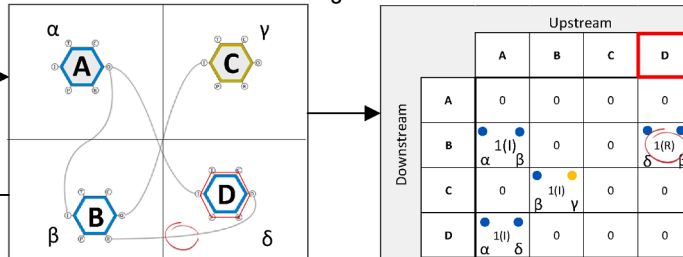 α
γ
T C
I A O
P R
T C
I C O
P R
T C
I B O
P R
T C
I D O
P R
β
δ
Upstream
A B C D
Downstream
A 0 0 0 0
B 1(I) 0 0 1(R)
α β δ β
C 0 1(I) 0 0
β γ
D 1(I) 0 0 0
α δ